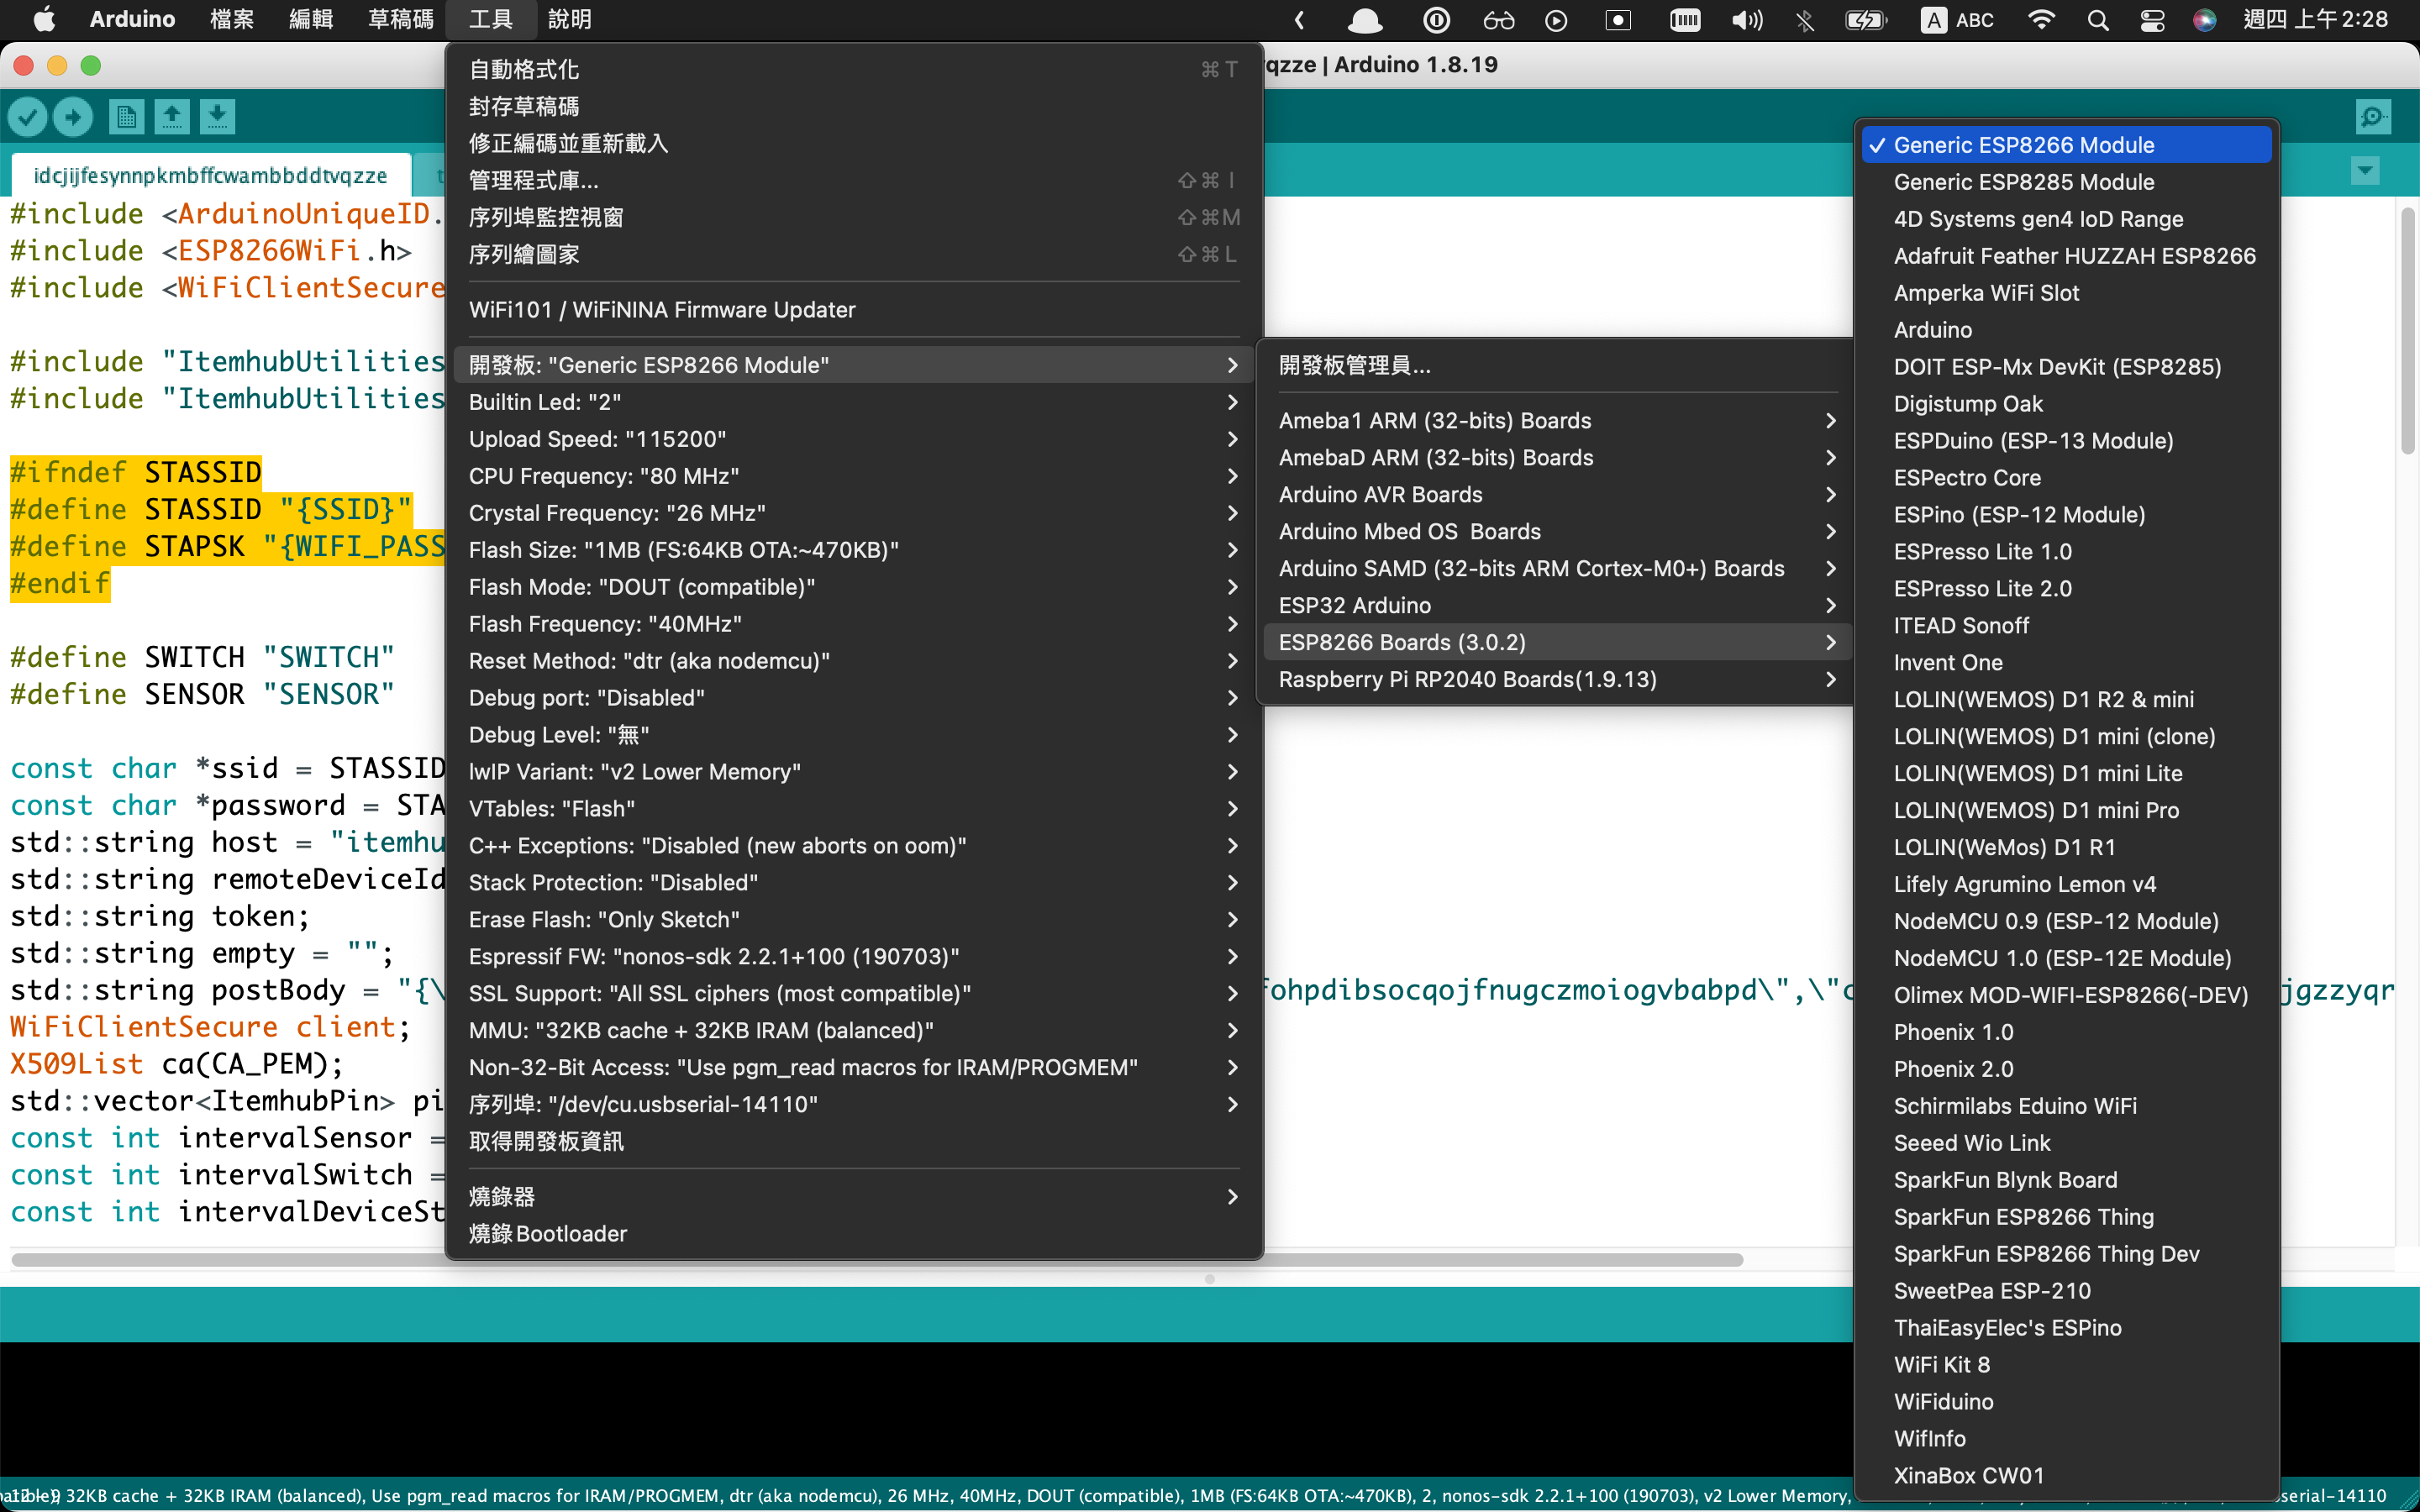 Arduino 檔案 編輯 草稿碼 工具 說明 ABC 週四 上午2:28
qzze | Arduino 1.8.19
idcjijfesynnpkmbffcwambbddtvqzze t
#include <ArduinoUniqueID.
#include <ESP8266WiFi.h>
#include <WiFiClientSecure
#include "ItemhubUtilities
#include "ItemhubUtilities
#ifndef STASSID
#define STASSID "{SSID}"
#define STAPSK "{WIFI_PASS
#endif
#define SWITCH "SWITCH"
#define SENSOR "SENSOR"
const char *ssid = STASSID
const char *password = STA
std::string host = "itemhu
std::string remoteDeviceId
std::string token;
std::string empty = "";
std::string postBody = "{\
WiFiClientSecure client;
X509List ca(CA_PEM);
std::vector<ItemhubPin> pi
const int intervalSensor =
const int intervalSwitch =
const int intervalDeviceSt
自動格式化 ⌘T
封存草稿碼
修正編碼並重新載入
管理程式庫... ⇧⌘I
序列埠監控視窗 ⇧⌘M
序列繪圖家 ⇧⌘L
WiFi101 / WiFiNINA Firmware Updater
開發板: "Generic ESP8266 Module"
Builtin Led: "2"
Upload Speed: "115200"
CPU Frequency: "80 MHz"
Crystal Frequency: "26 MHz"
Flash Size: "1MB (FS:64KB OTA:~470KB)"
Flash Mode: "DOUT (compatible)"
Flash Frequency: "40MHz"
Reset Method: "dtr (aka nodemcu)"
Debug port: "Disabled"
Debug Level: "無"
lwIP Variant: "v2 Lower Memory"
VTables: "Flash"
C++ Exceptions: "Disabled (new aborts on oom)"
Stack Protection: "Disabled"
Erase Flash: "Only Sketch"
Espressif FW: "nonos-sdk 2.2.1+100 (190703)"
SSL Support: "All SSL ciphers (most compatible)"
MMU: "32KB cache + 32KB IRAM (balanced)"
Non-32-Bit Access: "Use pgm_read macros for IRAM/PROGMEM"
序列埠: "/dev/cu.usbserial-14110"
取得開發板資訊
燒錄器
燒錄Bootloader
開發板管理員...
Ameba1 ARM (32-bits) Boards
AmebaD ARM (32-bits) Boards
Arduino AVR Boards
Arduino Mbed OS Boards
Arduino SAMD (32-bits ARM Cortex-M0+) Boards
ESP32 Arduino
ESP8266 Boards (3.0.2)
Raspberry Pi RP2040 Boards(1.9.13)
fohpdibsocqojfnugczmoiogvbabpd\",\"c
jgzzyqr
✓ Generic ESP8266 Module
Generic ESP8285 Module
4D Systems gen4 IoD Range
Adafruit Feather HUZZAH ESP8266
Amperka WiFi Slot
Arduino
DOIT ESP-Mx DevKit (ESP8285)
Digistump Oak
ESPDuino (ESP-13 Module)
ESPectro Core
ESPino (ESP-12 Module)
ESPresso Lite 1.0
ESPresso Lite 2.0
ITEAD Sonoff
Invent One
LOLIN(WEMOS) D1 R2 & mini
LOLIN(WEMOS) D1 mini (clone)
LOLIN(WEMOS) D1 mini Lite
LOLIN(WEMOS) D1 mini Pro
LOLIN(WeMos) D1 R1
Lifely Agrumino Lemon v4
NodeMCU 0.9 (ESP-12 Module)
NodeMCU 1.0 (ESP-12E Module)
Olimex MOD-WIFI-ESP8266(-DEV)
Phoenix 1.0
Phoenix 2.0
Schirmilabs Eduino WiFi
Seeed Wio Link
SparkFun Blynk Board
SparkFun ESP8266 Thing
SparkFun ESP8266 Thing Dev
SweetPea ESP-210
ThaiEasyElec's ESPino
WiFi Kit 8
WiFiduino
WifInfo
XinaBox CW01
32KB cache + 32KB IRAM (balanced), Use pgm_read macros for IRAM/PROGMEM, dtr (aka nodemcu), 26 MHz, 40MHz, DOUT (compatible), 1MB (FS:64KB OTA:~470KB), 2, nonos-sdk 2.2.1+100 (190703), v2 Lower Memory, serial-14110